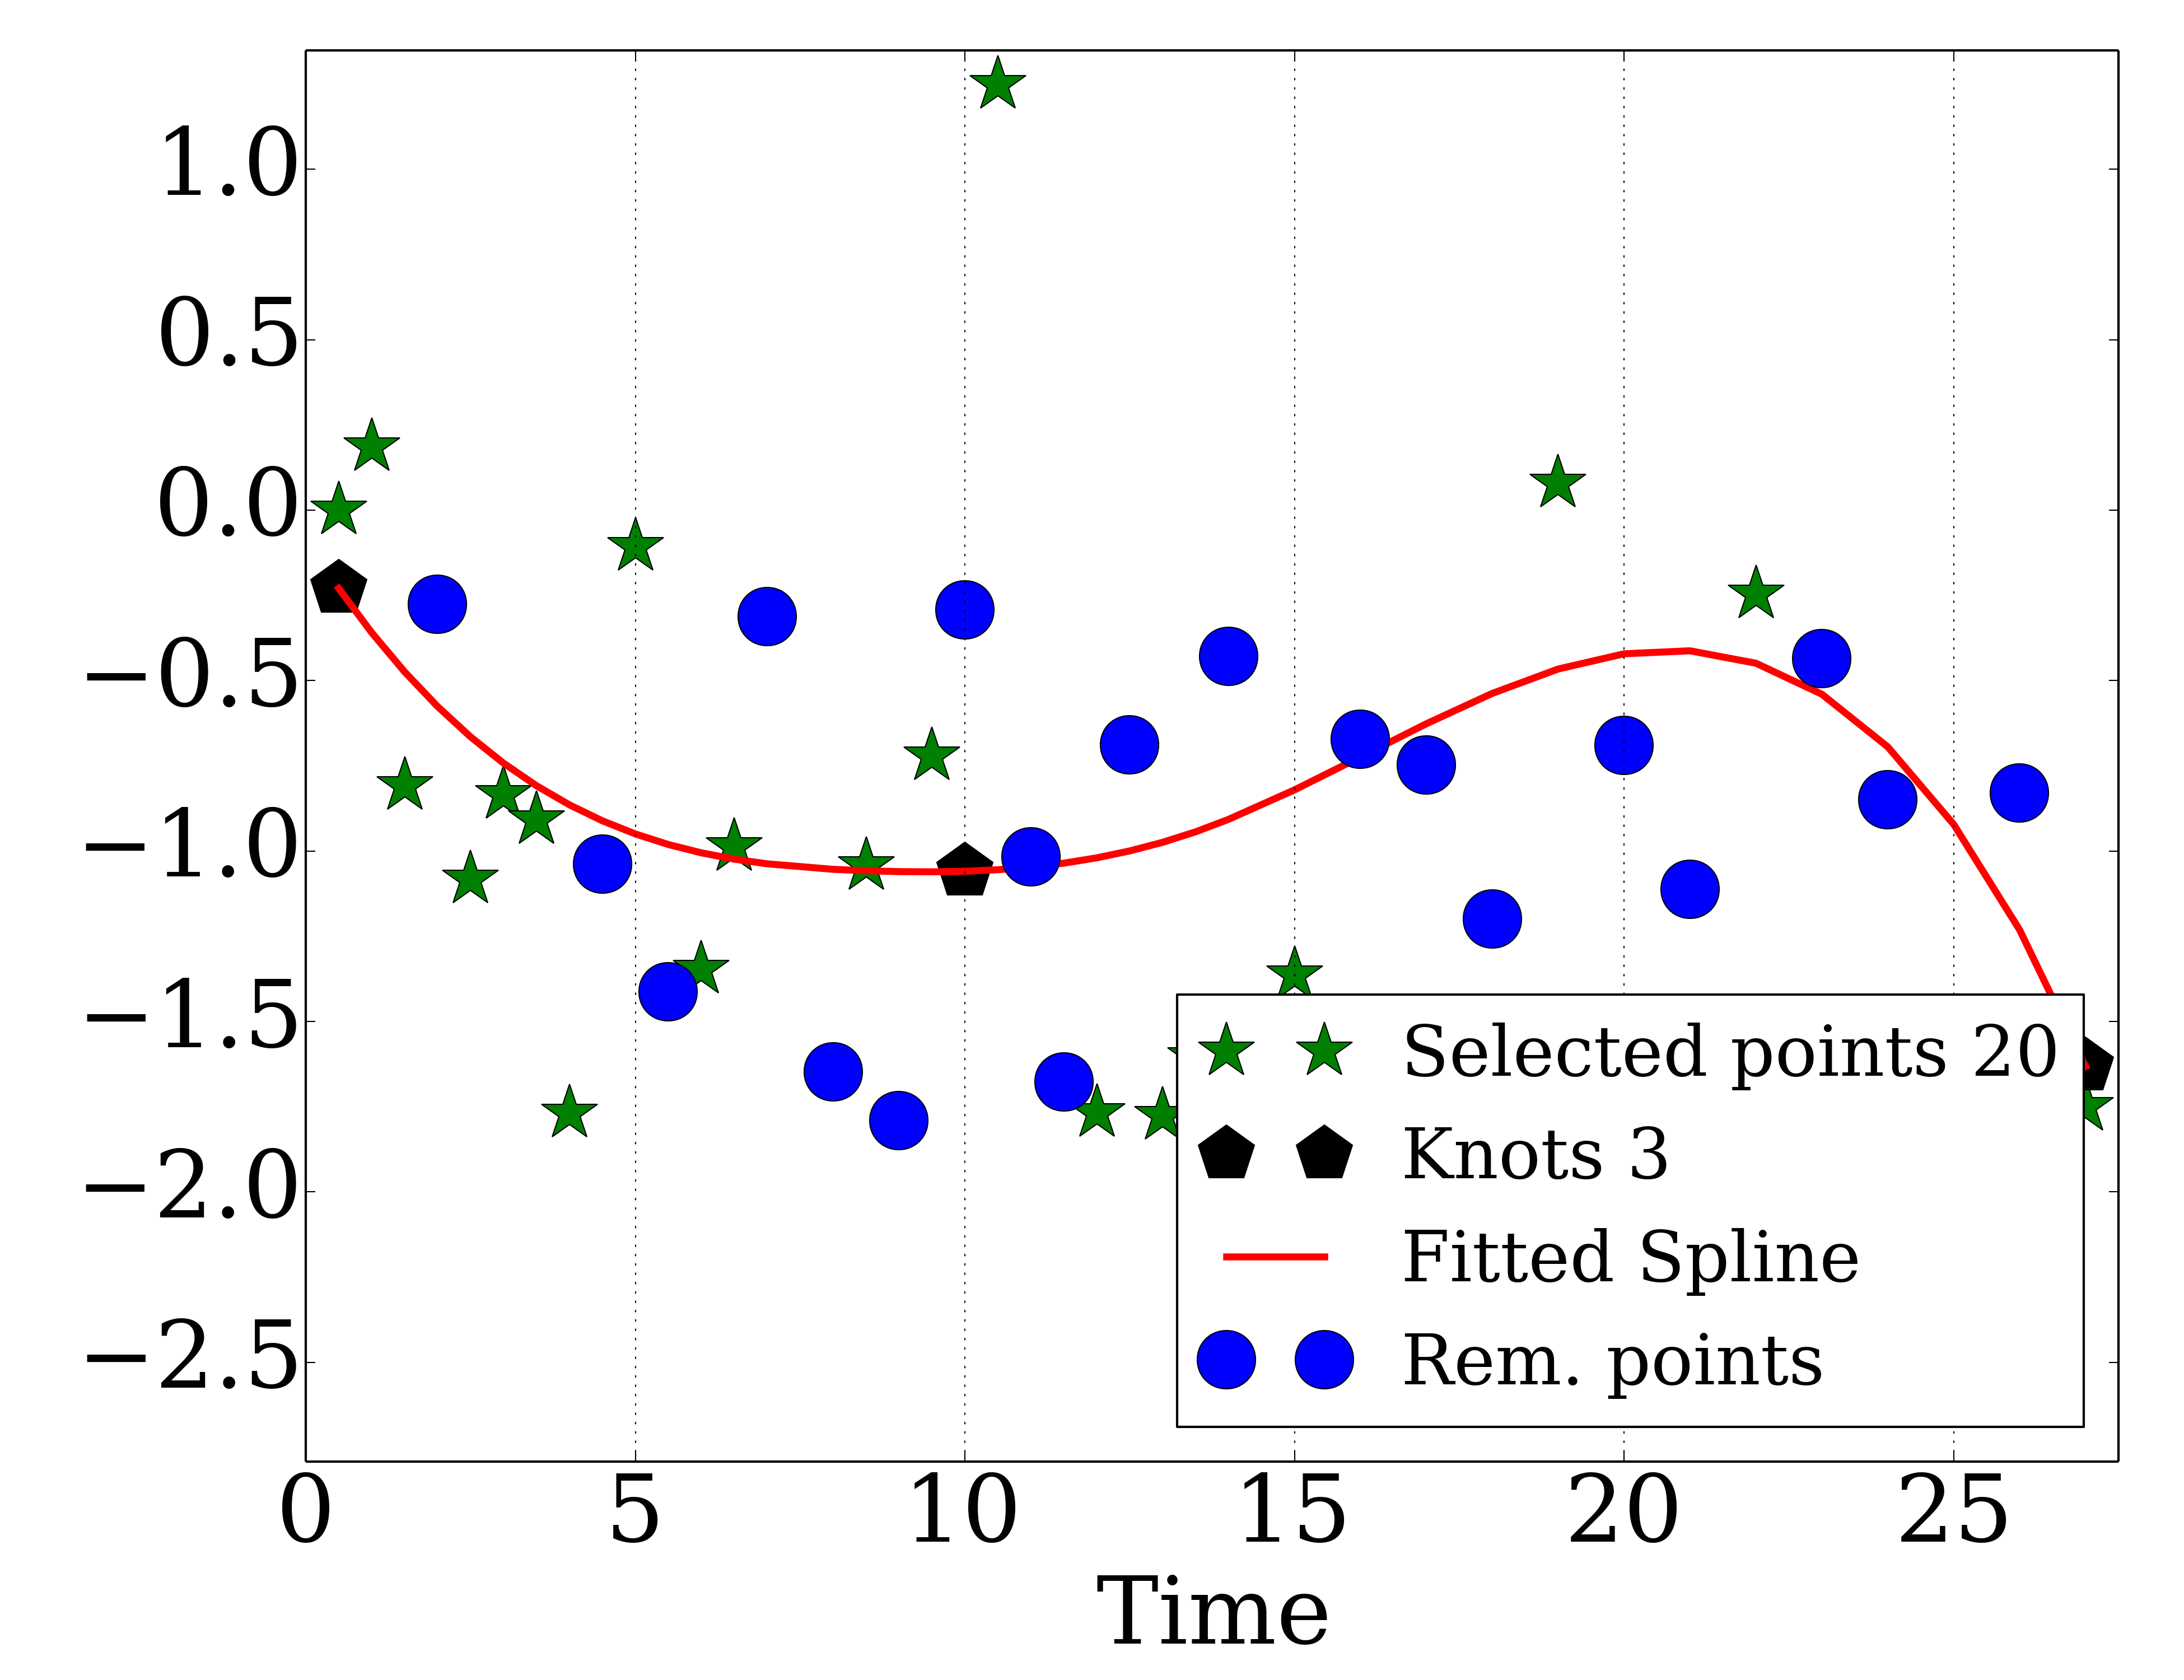 1.0
0.5
0.0
−0.5
−1.0
−1.5
−2.0
−2.5
Selected points 20
Knots 3
Fitted Spline
Rem. points
0 5 10 15 20 25
Time